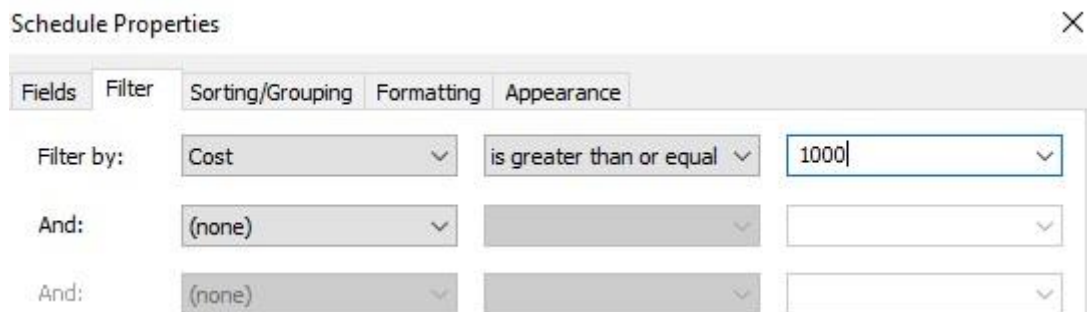 Schedule Properties
Fields Filter Sorting/Grouping Formatting Appearance
Filter by: Cost is greater than or equal 1000
And: (none)
And: (none)